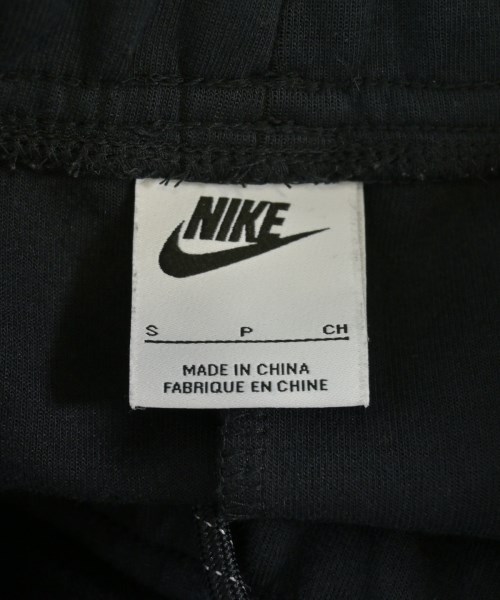 NIKE
S P CH
MADE IN CHINA
FABRIQUE EN CHINE